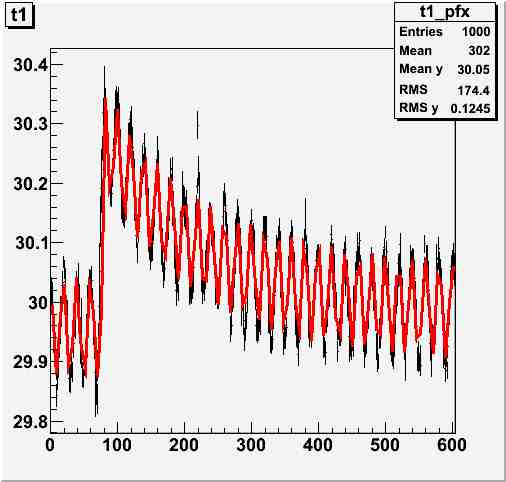 t1
t1_pfx
Entries 1000
Mean 302
Mean y 30.05
RMS 174.4
RMS y 0.1245
30.4
30.3
30.2
30.1
30
29.9
29.8
0 100 200 300 400 500 600